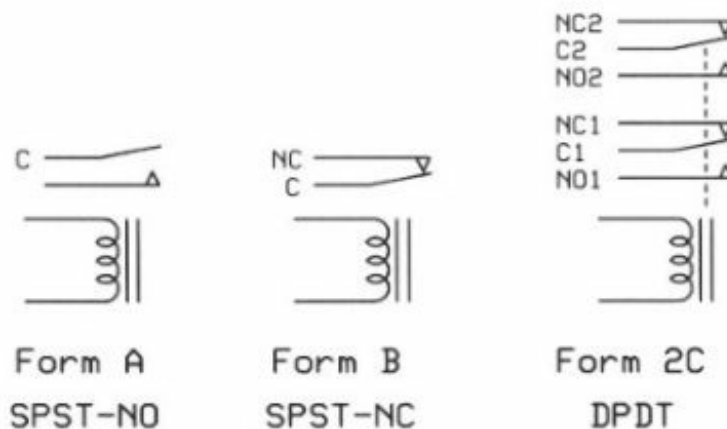 NC2
C2
NO2
NC1
C1
NO1
C
NC
C
Form A
SPST-NO
Form B
SPST-NC
Form 2C
DPDT